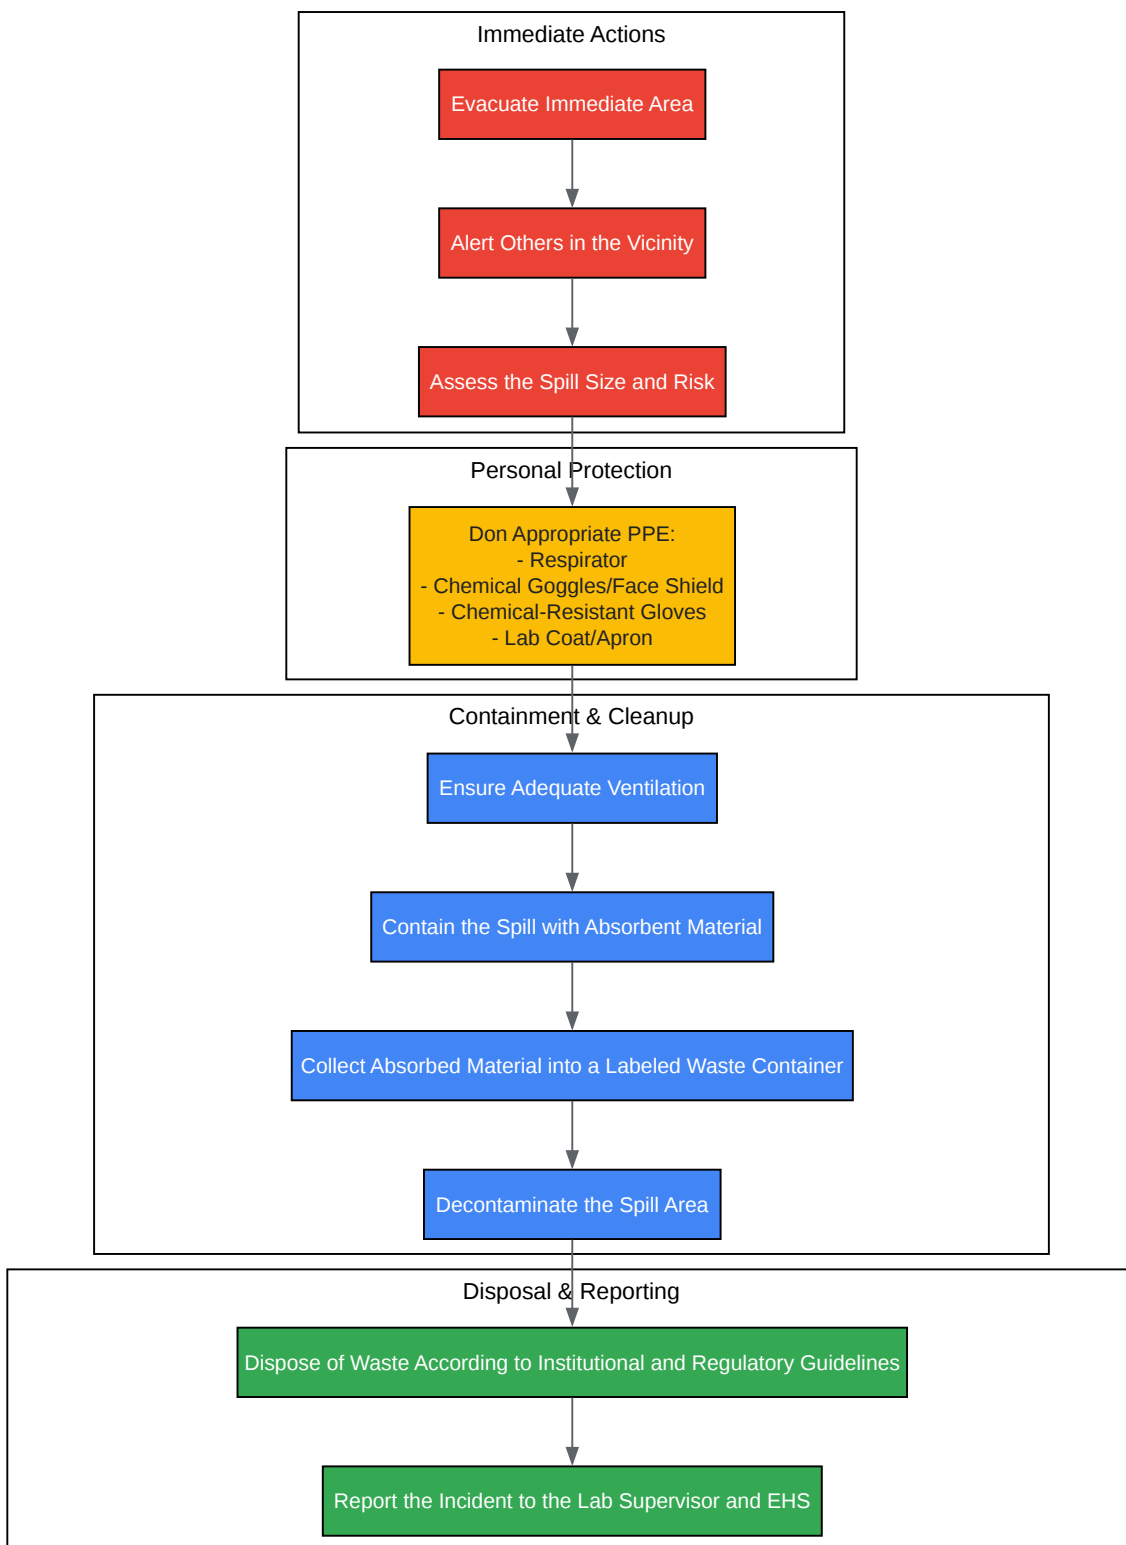 Immediate Actions
Evacuate Immediate Area
Alert Others in the Vicinity
Assess the Spill Size and Risk
Personal Protection
Don Appropriate PPE:
- Respirator
- Chemical Goggles/Face Shield
- Chemical-Resistant Gloves
- Lab Coat/Apron
Containment & Cleanup
Ensure Adequate Ventilation
Contain the Spill with Absorbent Material
Collect Absorbed Material into a Labeled Waste Container
Decontaminate the Spill Area
Disposal & Reporting
Dispose of Waste According to Institutional and Regulatory Guidelines
Report the Incident to the Lab Supervisor and EHS